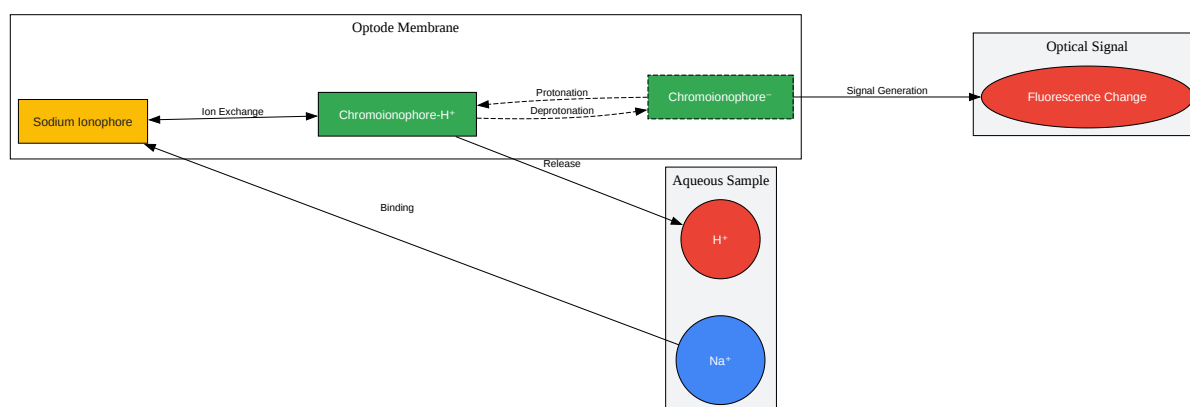 Optode Membrane
Optical Signal
Sodium Ionophore
Ion Exchange
Chromoionophore-H⁺
Protonation
Deprotonation
Chromoionophore⁻
Signal Generation
Fluorescence Change
Release
Aqueous Sample
Binding
H⁺
Na⁺